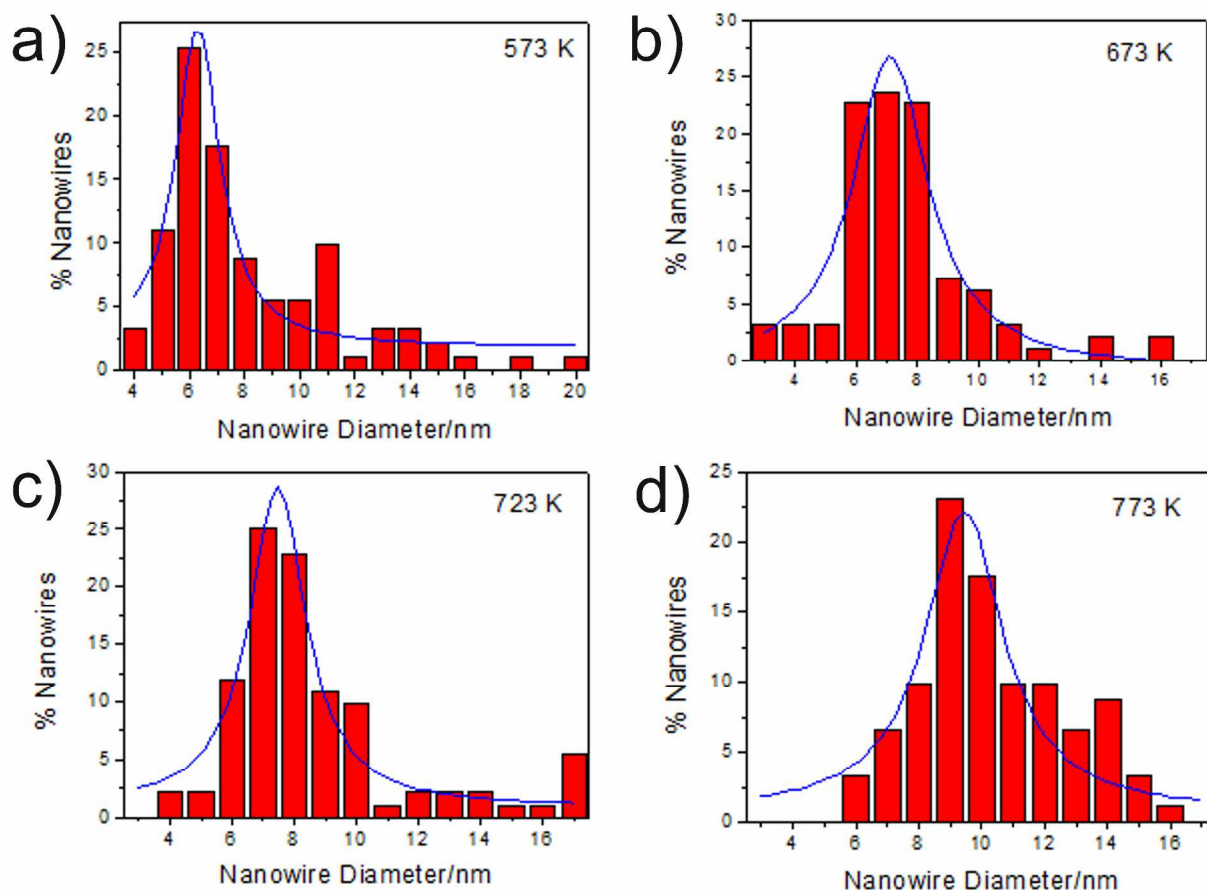 a)
573 K
% Nanowires
25
20
15
10
5
0
4 6 8 10 12 14 16 18 20
Nanowire Diameter/nm
b)
673 K
% Nanowires
30
25
20
15
10
5
0
4 6 8 10 12 14 16
Nanowire Diameter/nm
c)
723 K
% Nanowires
30
25
20
15
10
5
0
4 6 8 10 12 14 16
Nanowire Diameter/nm
d)
773 K
% Nanowires
25
20
15
10
5
0
4 6 8 10 12 14 16
Nanowire Diameter/nm